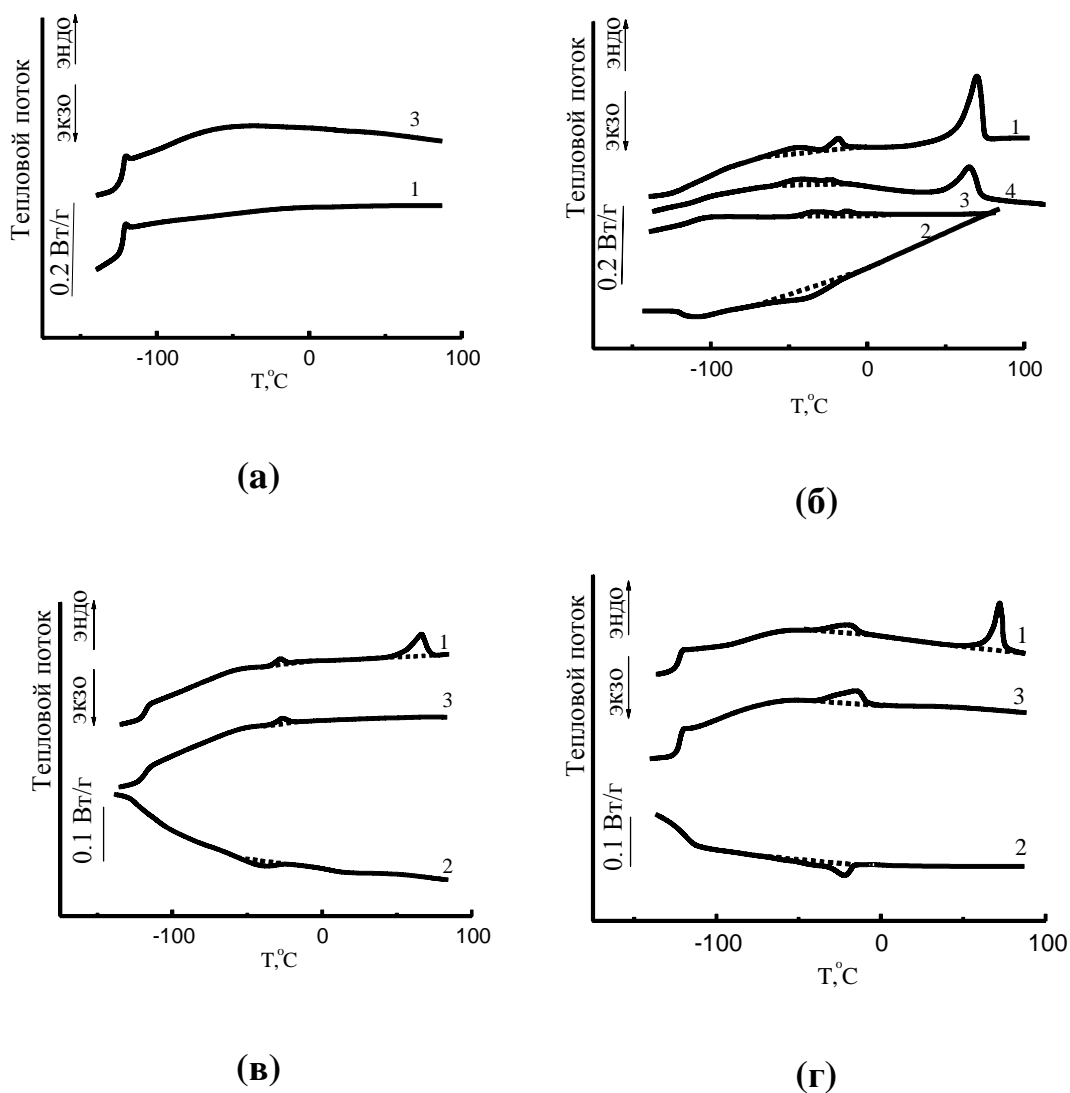 Тепловой поток
экзо
эндо
0.2 Вт/г
3
1
-100
0
100
T,°C
(а)
Тепловой поток
экзо
эндо
0.2 Вт/г
1
4
3
2
-100
0
100
T,°C
(б)
Тепловой поток
экзо
эндо
0.1 Вт/г
1
3
2
-100
0
100
T,°C
(в)
Тепловой поток
экзо
эндо
0.1 Вт/г
1
3
2
-100
0
100
T,°C
(г)